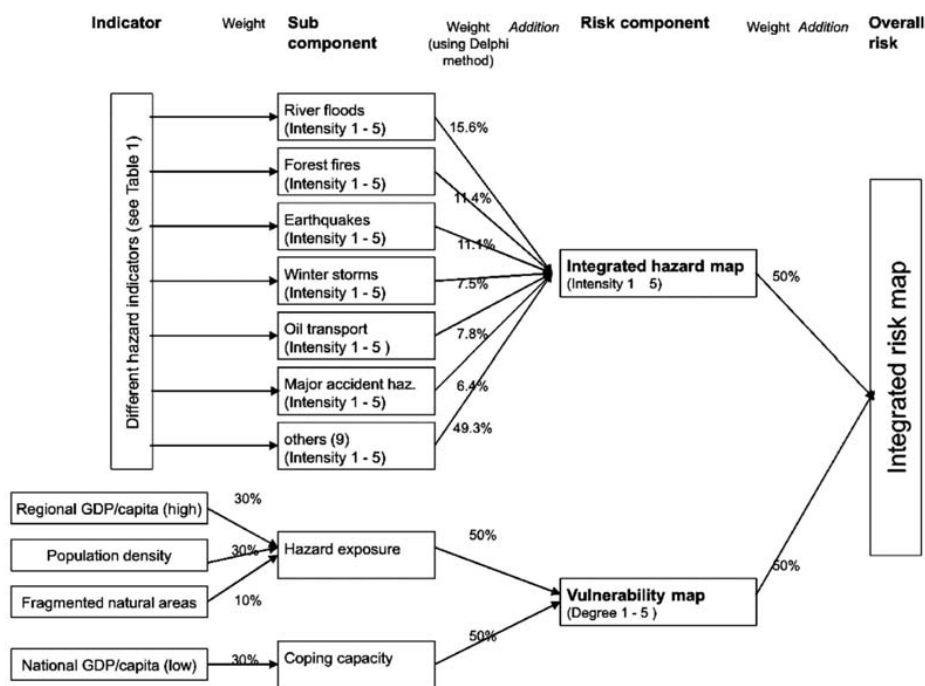 Indicator Weight Sub component Weight (using Delphi method) Addition Risk component Weight Addition Overall risk
Different hazard indicators (see Table 1)
River floods
(Intensity 1 - 5)
15.6%
Forest fires
(Intensity 1 - 5)
11.4%
Earthquakes
(Intensity 1 - 5)
11.1%
Winter storms
(Intensity 1 - 5)
7.5%
Oil transport
(Intensity 1 - 5 )
7.8%
Major accident haz.
(Intensity 1 - 5)
6.4%
others (9)
(Intensity 1 - 5)
49.3%
Integrated hazard map
(Intensity 1 5)
50%
Integrated risk map
Regional GDP/capita (high)
30%
Population density
30%
Fragmented natural areas
10%
Hazard exposure
50%
National GDP/capita (low)
30%
Coping capacity
50%
Vulnerability map
(Degree 1 - 5 )
50%